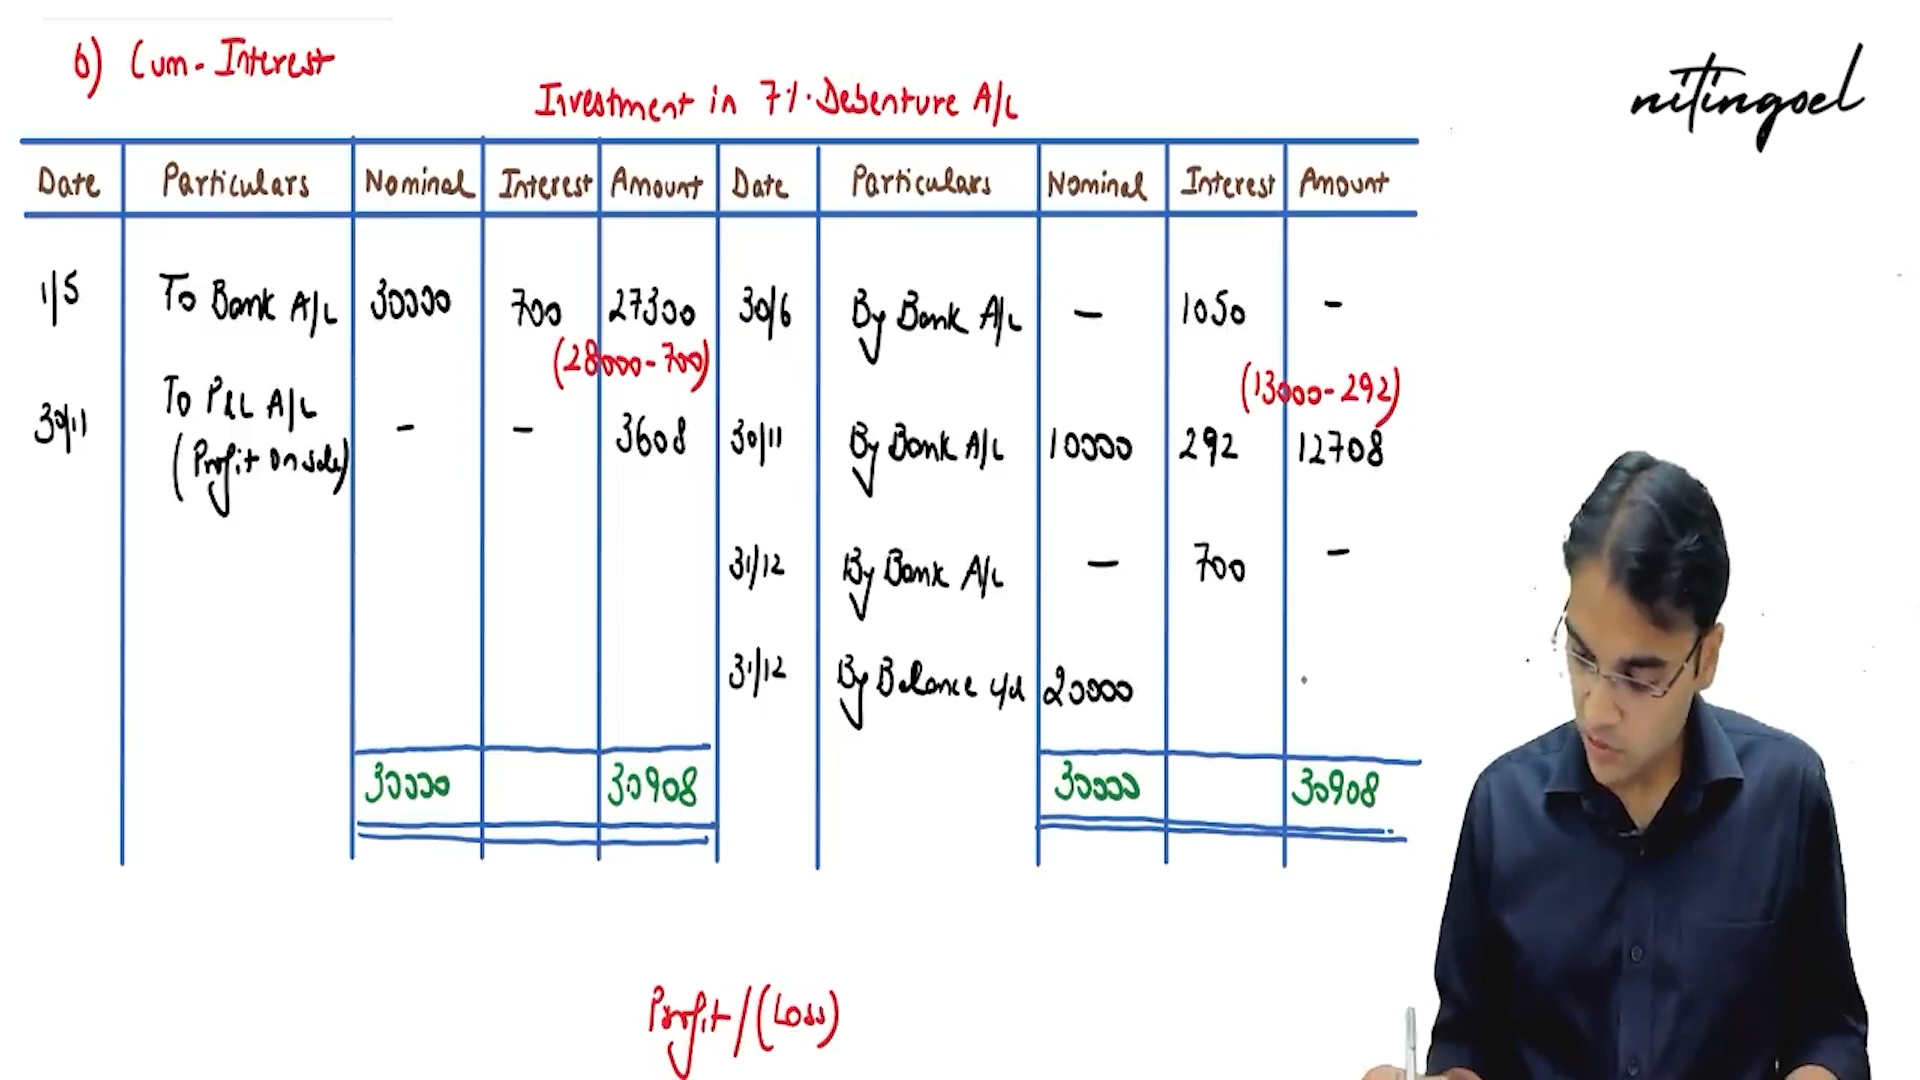 b) Cum-Interest
nitingoel
Investment in 7%. Debenture A/c
Date Particulars Nominal Interest Amount Date Particulars Nominal Interest Amount
1/5 To Bank A/c 30000 700 27300 30/6 By Bank A/c - 1050 -
(28000-700) (13000-292)
30/11 To P&L A/c - - 3608 30/11 By Bank A/c 10000 292 12708
(Profit on sale)
31/12 By Bank A/c - 700 -
31/12 By Balance c/d 20000
30000 30908 30000 30908
Profit/(Loss)